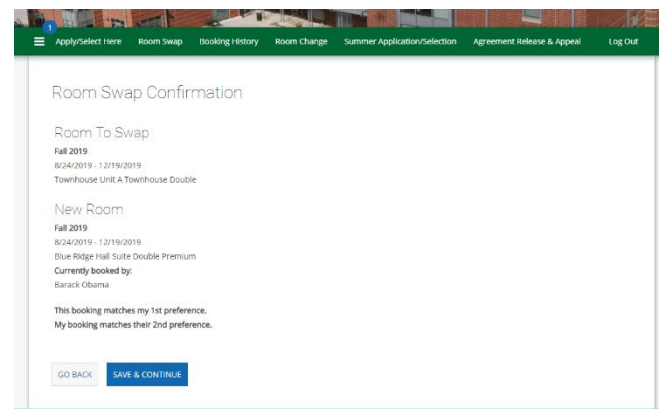 1
Apply/Select Here Room Swap Booking History Room Change Summer Application/Selection Agreement Release & Appeal Log Out
Room Swap Confirmation
Room To Swap
Fall 2019
8/24/2019 - 12/19/2019
Townhouse Unit A Townhouse Double
New Room
Fall 2019
8/24/2019 - 12/19/2019
Blue Ridge Hall Suite Double Premium
Currently booked by:
Barack Obama
This booking matches my 1st preference.
My booking matches their 2nd preference.
GO BACK SAVE & CONTINUE